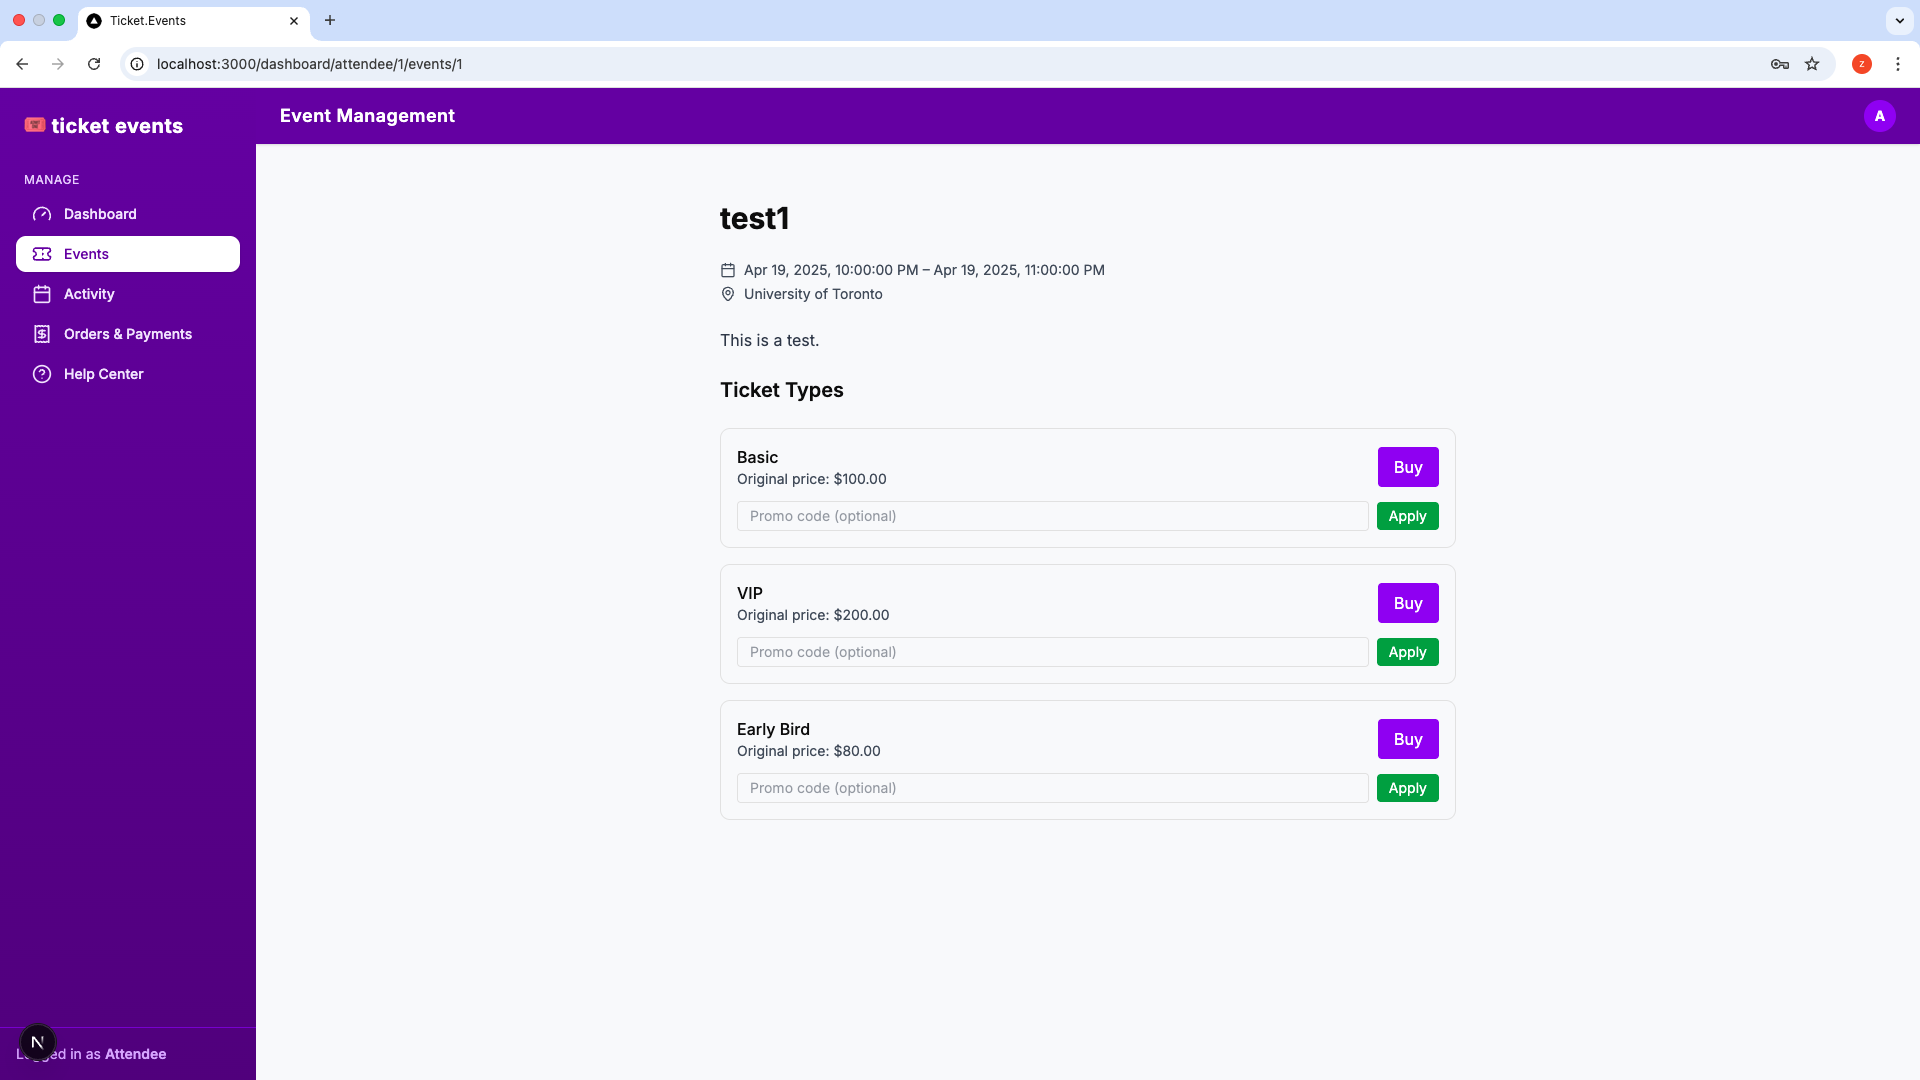 Ticket.Events
localhost:3000/dashboard/attendee/1/events/1
z
ticket events
Event Management
A
MANAGE
Dashboard
Events
Activity
Orders & Payments
Help Center
test1
Apr 19, 2025, 10:00:00 PM – Apr 19, 2025, 11:00:00 PM
University of Toronto
This is a test.
Ticket Types
Basic
Original price: $100.00
Buy
Promo code (optional)
Apply
VIP
Original price: $200.00
Buy
Promo code (optional)
Apply
Early Bird
Original price: $80.00
Buy
Promo code (optional)
Apply
N
in as Attendee